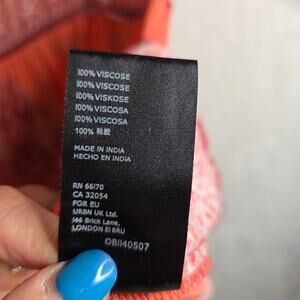 100% VISCOSE
100% VISCOSE
100% VISKOSE
100% VISCOSA
100% VISCOSA
100% 粘胶
MADE IN INDIA
HECHO EN INDIA
RN 66170
CA 32054
FOR EU
URBN UK Ltd.
146 Brick Lane,
LONDON E1 6RU
OB1140507